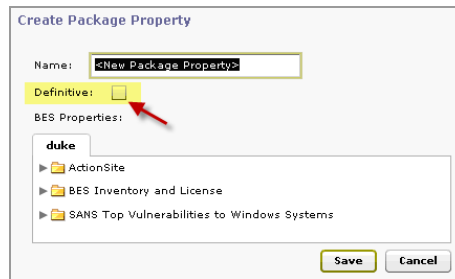 Create Package Property
Name: <New Package Property>
Definitive:
BES Properties:
duke
ActionSite
BES Inventory and License
SANS Top Vulnerabilities to Windows Systems
Save Cancel